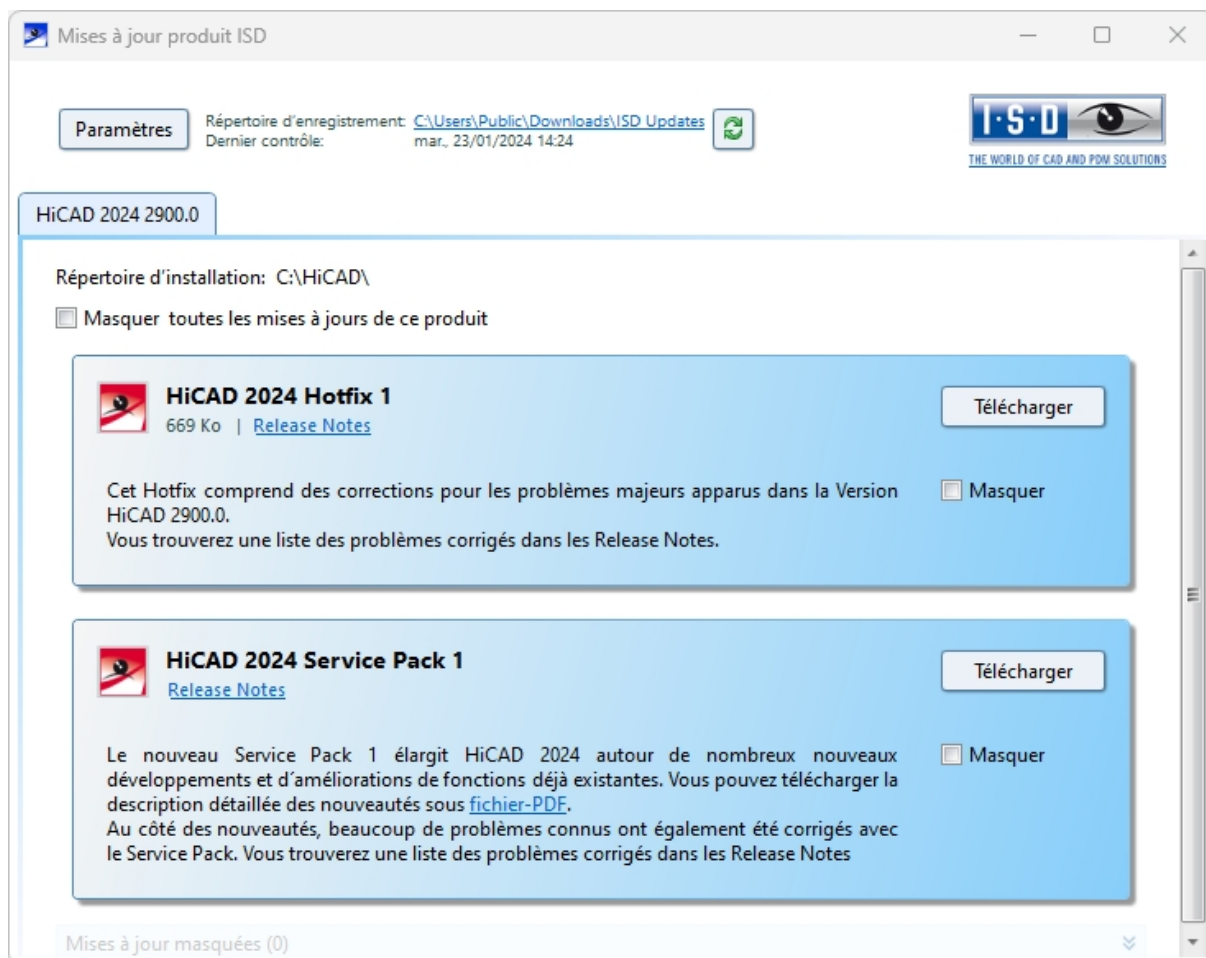 Mises à jour produit ISD
Paramètres
Répertoire d'enregistrement: C:\Users\Public\Downloads\ISD Updates
Dernier contrôle: mar., 23/01/2024 14:24
I·S·D
THE WORLD OF CAD AND PDM SOLUTIONS
HiCAD 2024 2900.0
Répertoire d'installation: C:\HiCAD\
Masquer toutes les mises à jours de ce produit
HiCAD 2024 Hotfix 1
Télécharger
669 Ko | Release Notes
Cet Hotfix comprend des corrections pour les problèmes majeurs apparus dans la Version
Masquer
HiCAD 2900.0.
Vous trouverez une liste des problèmes corrigés dans les Release Notes.
HiCAD 2024 Service Pack 1
Télécharger
Release Notes
Le nouveau Service Pack 1 élargit HiCAD 2024 autour de nombreux nouveaux
Masquer
développements et d´améliorations de fonctions déjà existantes. Vous pouvez télécharger la
description détaillée des nouveautés sous fichier-PDF.
Au côté des nouveautés, beaucoup de problèmes connus ont également été corrigés avec
le Service Pack. Vous trouverez une liste des problèmes corrigés dans les Release Notes
Mises à jour masquées (0)